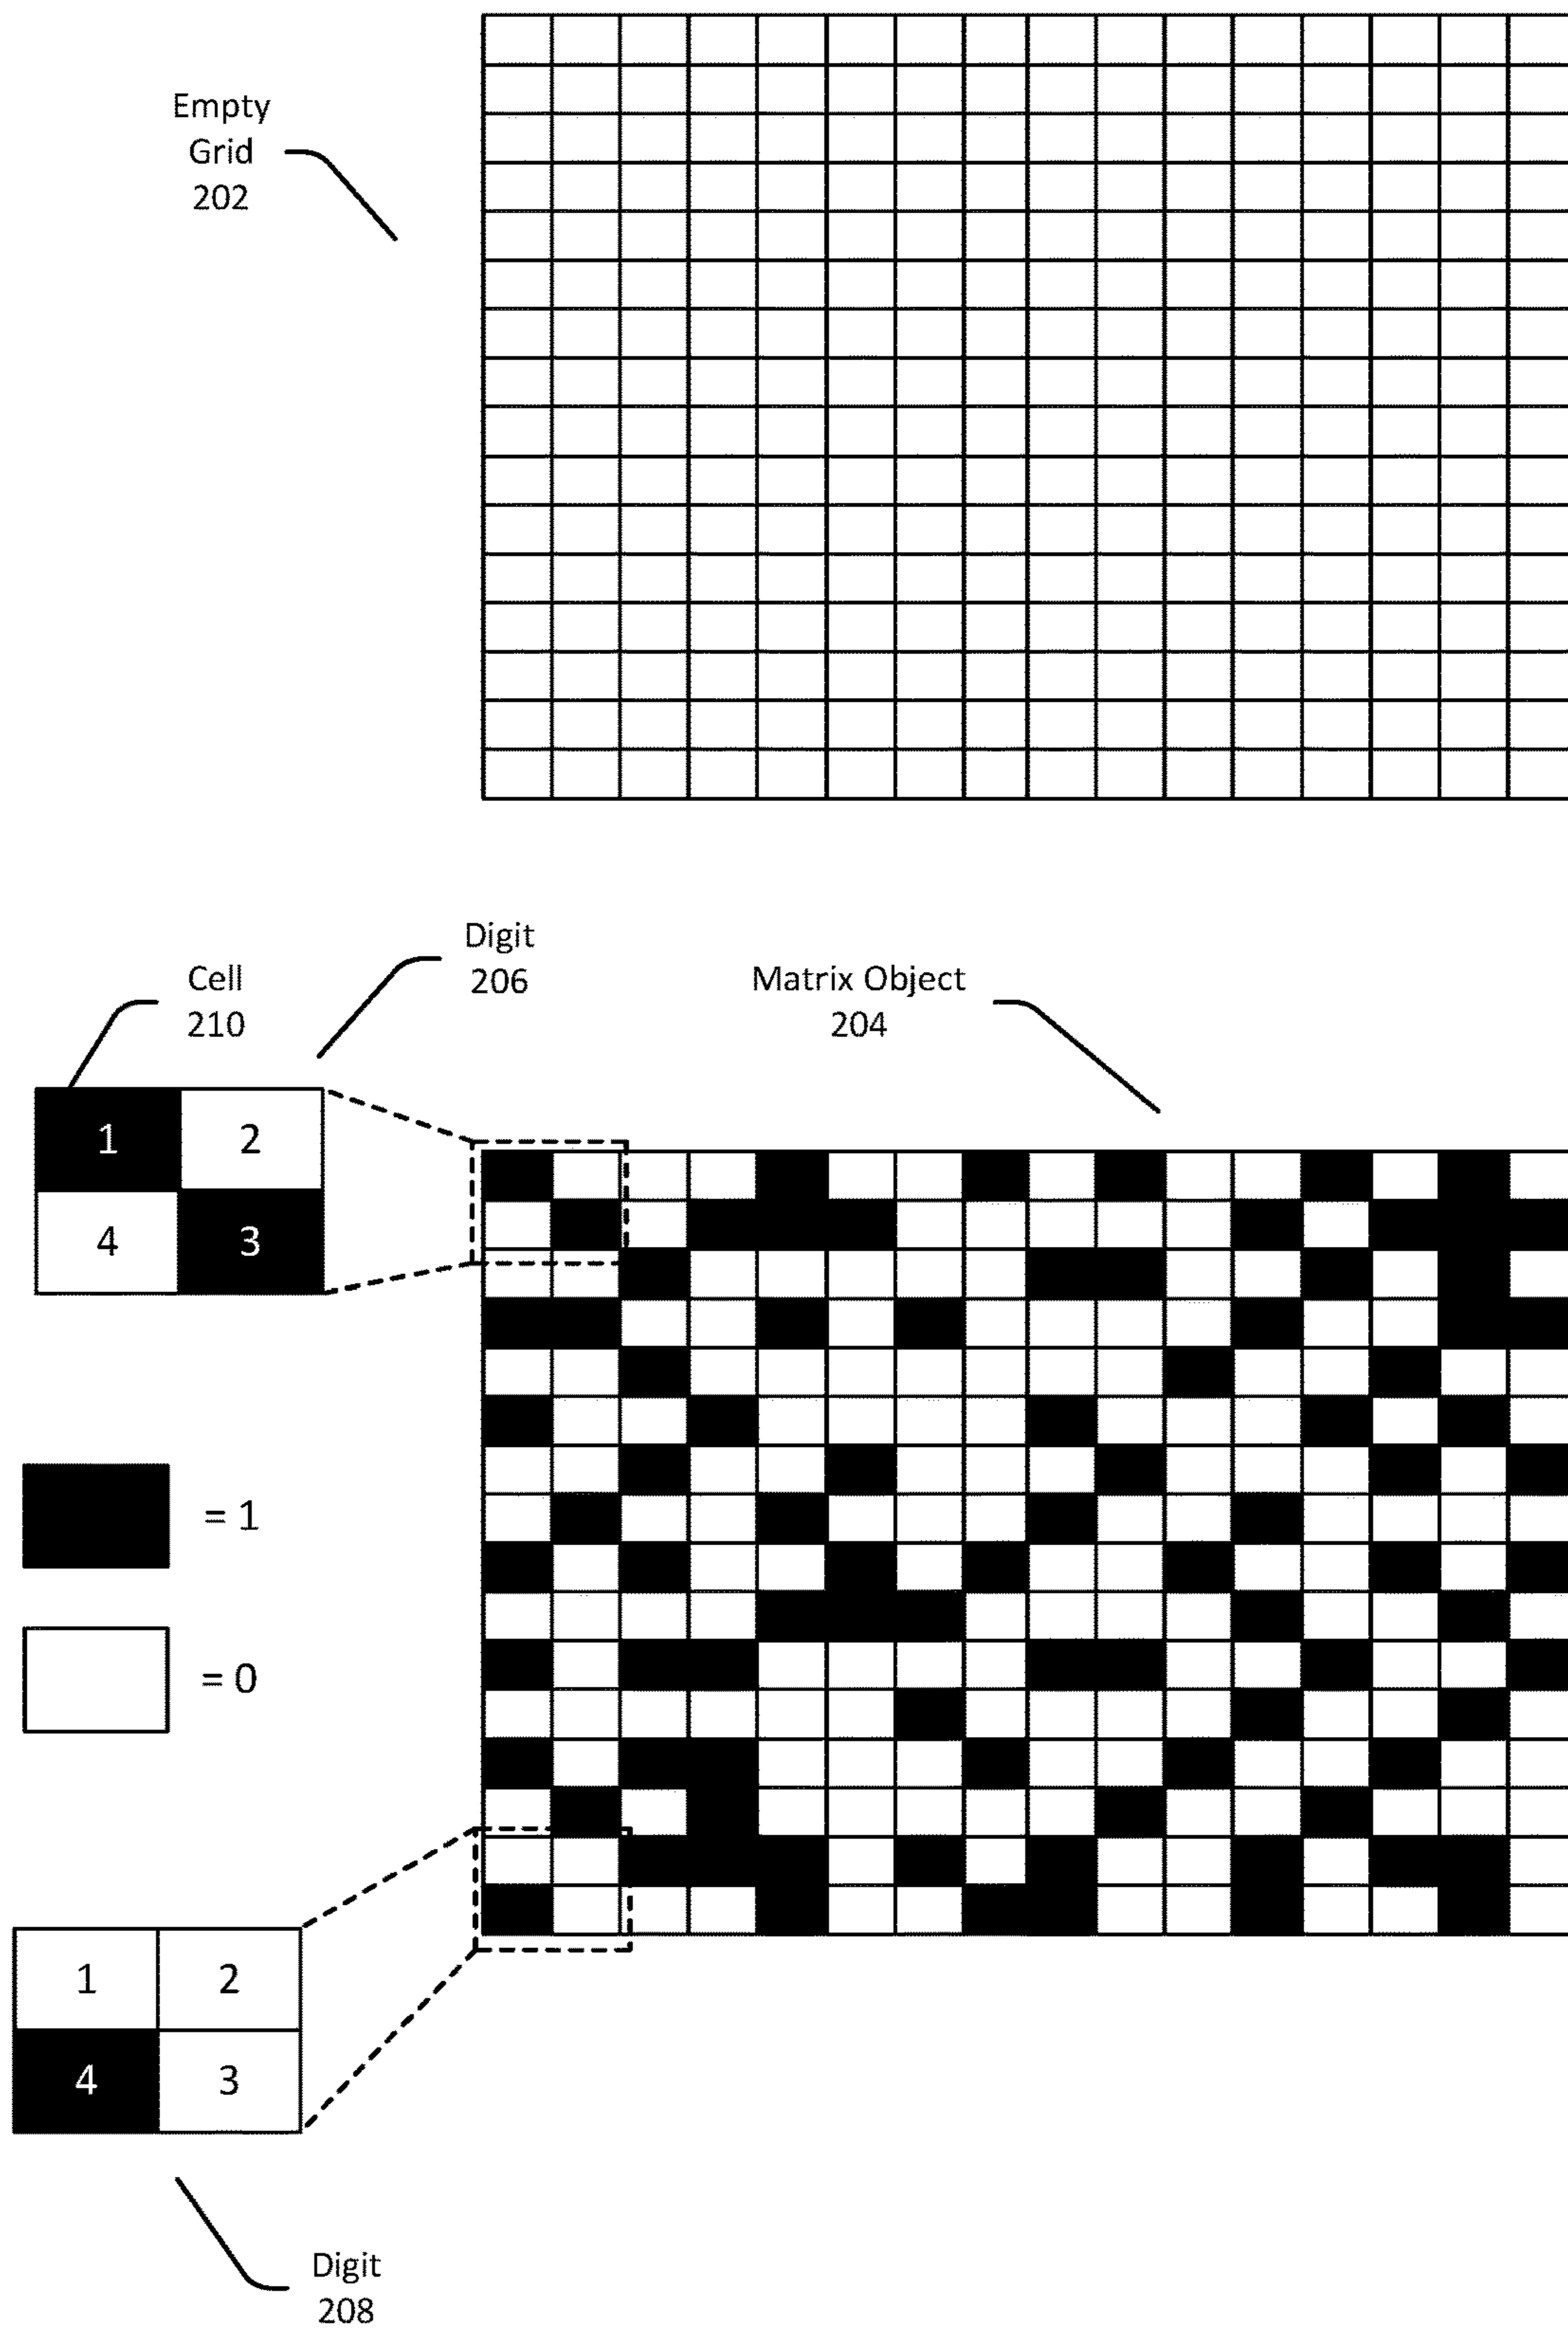 Empty
Grid
202
Digit
206
Cell
210
Matrix Object
204
1 2
4 3
= 1
= 0
1 2
4 3
Digit
208